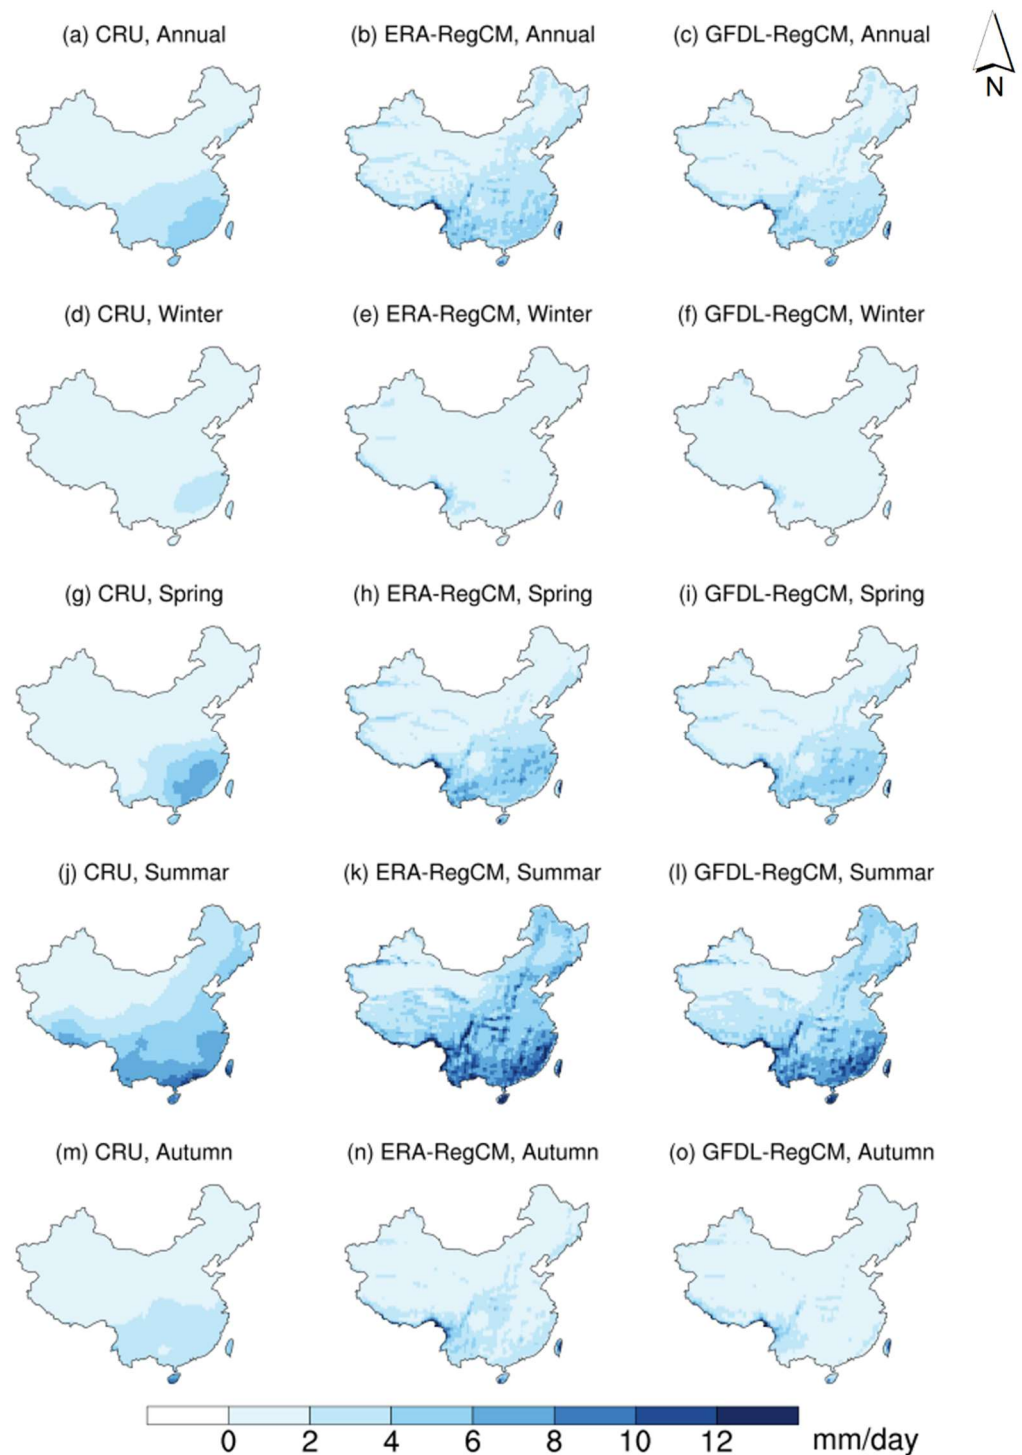 (a) CRU, Annual
(b) ERA-RegCM, Annual
(c) GFDL-RegCM, Annual
N
(d) CRU, Winter
(e) ERA-RegCM, Winter
(f) GFDL-RegCM, Winter
(g) CRU, Spring
(h) ERA-RegCM, Spring
(i) GFDL-RegCM, Spring
(j) CRU, Summar
(k) ERA-RegCM, Summar
(l) GFDL-RegCM, Summar
(m) CRU, Autumn
(n) ERA-RegCM, Autumn
(o) GFDL-RegCM, Autumn
0 2 4 6 8 10 12 mm/day